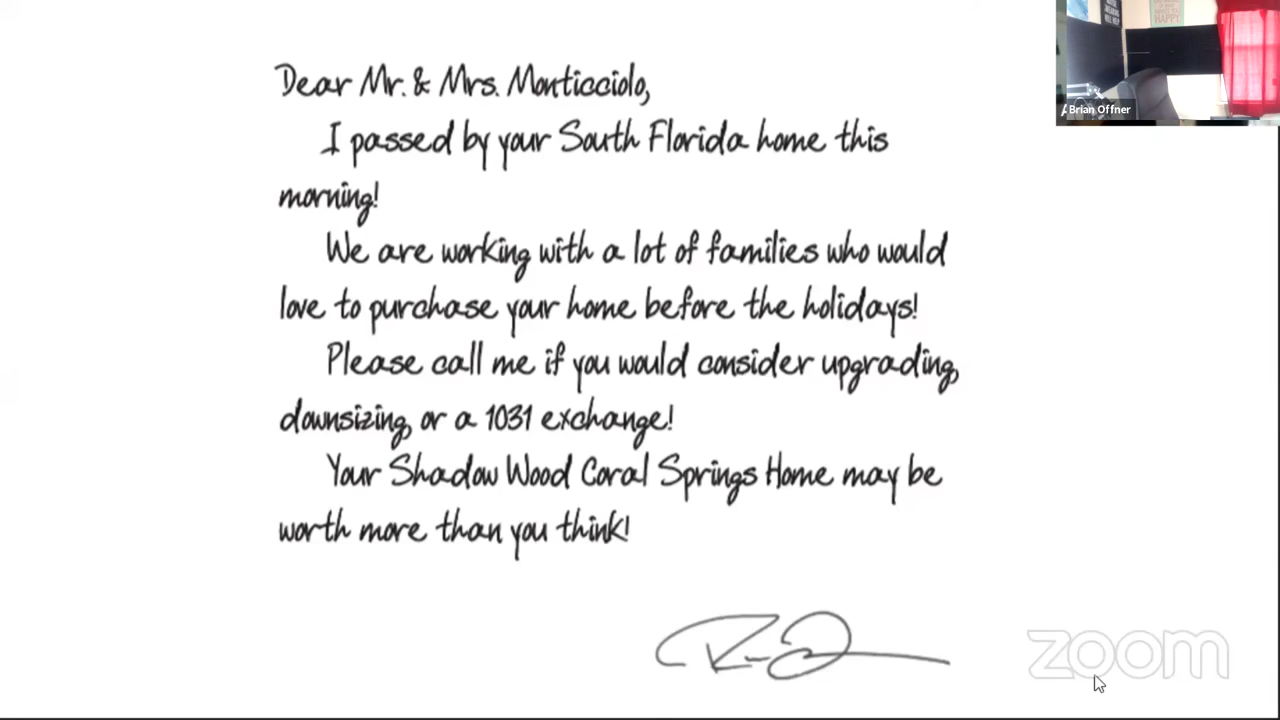 Dear Mr. & Mrs. Monticciolo,
I passed by your South Florida home this
morning!
We are working with a lot of families who would
love to purchase your home before the holidays!
Please call me if you would consider upgrading,
downsizing, or a 1031 exchange!
Your Shadow Wood Coral Springs Home may be
worth more than you think!
HAPPY
Brian Offner
zoom